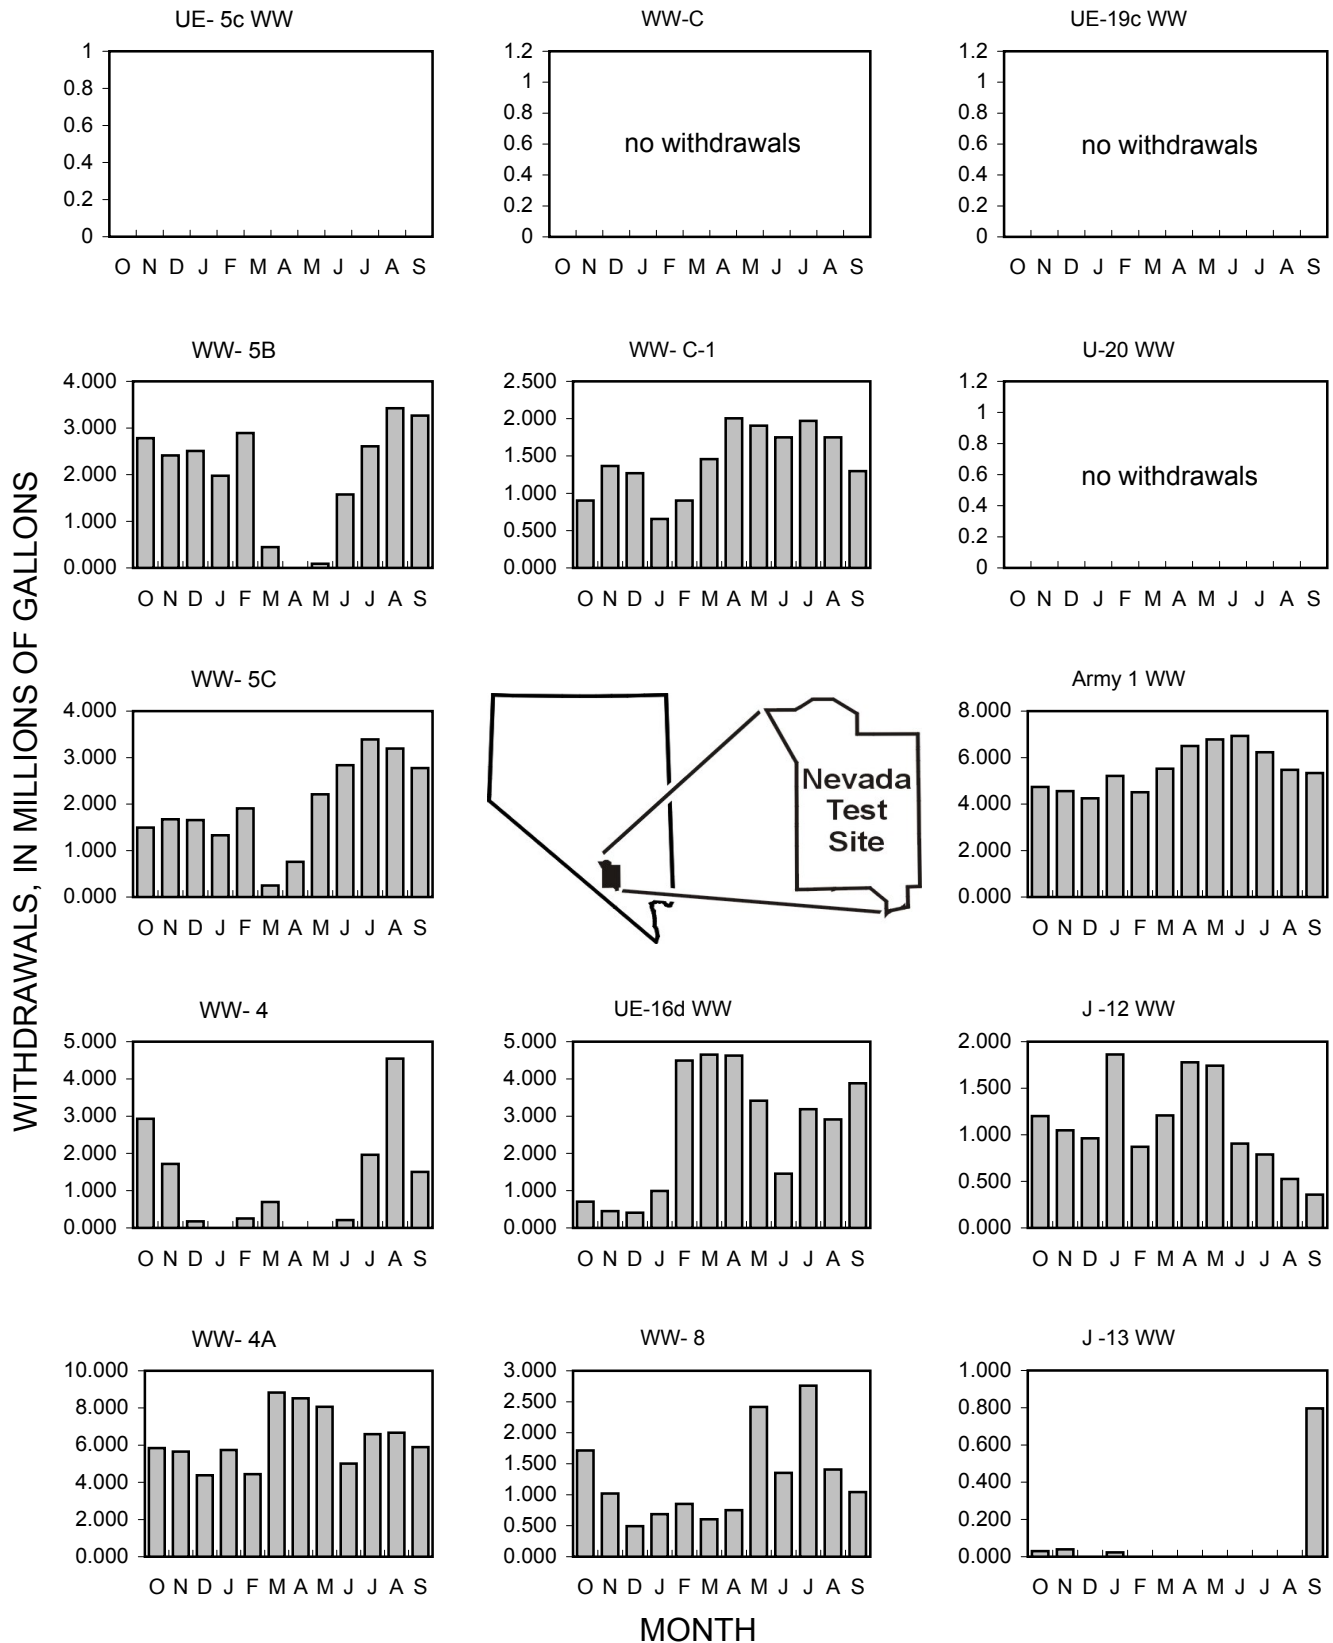 WITHDRAWALS, IN MILLIONS OF GALLONS
UE- 5c WW
1
0.8
0.6
0.4
0.2
0
O N D J F M A M J J A S
WW-C
1.2
1
0.8
0.6
0.4
0.2
0
no withdrawals
O N D J F M A M J J A S
UE-19c WW
1.2
1
0.8
0.6
0.4
0.2
0
no withdrawals
O N D J F M A M J J A S
WW- 5B
4.000
3.000
2.000
1.000
0.000
O N D J F M A M J J A S
WW- C-1
2.500
2.000
1.500
1.000
0.500
0.000
O N D J F M A M J J A S
U-20 WW
1.2
1
0.8
0.6
0.4
0.2
0
no withdrawals
O N D J F M A M J J A S
WW- 5C
4.000
3.000
2.000
1.000
0.000
O N D J F M A M J J A S
Nevada
Test
Site
Army 1 WW
8.000
6.000
4.000
2.000
0.000
O N D J F M A M J J A S
WW- 4
5.000
4.000
3.000
2.000
1.000
0.000
O N D J F M A M J J A S
UE-16d WW
5.000
4.000
3.000
2.000
1.000
0.000
O N D J F M A M J J A S
J -12 WW
2.000
1.500
1.000
0.500
0.000
O N D J F M A M J J A S
WW- 4A
10.000
8.000
6.000
4.000
2.000
0.000
O N D J F M A M J J A S
WW- 8
3.000
2.500
2.000
1.500
1.000
0.500
0.000
O N D J F M A M J J A S
J -13 WW
1.000
0.800
0.600
0.400
0.200
0.000
O N D J F M A M J J A S
MONTH